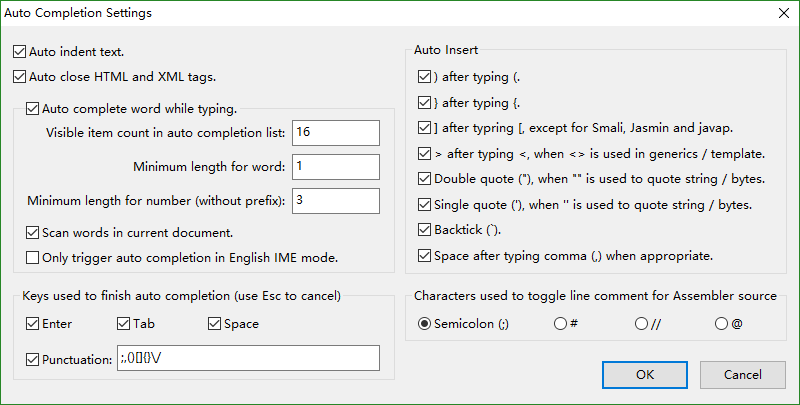 Auto Completion Settings
Auto indent text.
Auto close HTML and XML tags.
Auto complete word while typing.
Visible item count in auto completion list: 16
Minimum length for word: 1
Minimum length for number (without prefix): 3
Scan words in current document.
Only trigger auto completion in English IME mode.
Keys used to finish auto completion (use Esc to cancel)
Enter Tab Space
Punctuation: ;,()[]{}\/
Auto Insert
) after typing (.
} after typing {.
] after typring [, except for Smali, Jasmin and javap.
> after typing <, when <> is used in generics / template.
Double quote ("), when "" is used to quote string / bytes.
Single quote ('), when '' is used to quote string / bytes.
Backtick (`).
Space after typing comma (,) when appropriate.
Characters used to toggle line comment for Assembler source
Semicolon (;) # // @
OK Cancel